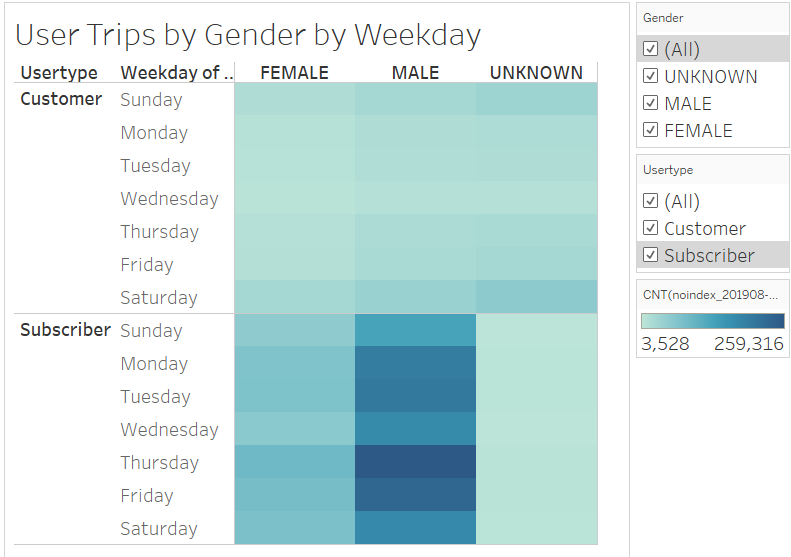 User Trips by Gender by Weekday
Usertype Weekday of .. FEMALE MALE UNKNOWN
Customer Sunday
Monday
Tuesday
Wednesday
Thursday
Friday
Saturday
Subscriber Sunday
Monday
Tuesday
Wednesday
Thursday
Friday
Saturday
Gender
(All)
UNKNOWN
MALE
FEMALE
Usertype
(All)
Customer
Subscriber
CNT(noindex_201908-...
3,528 259,316